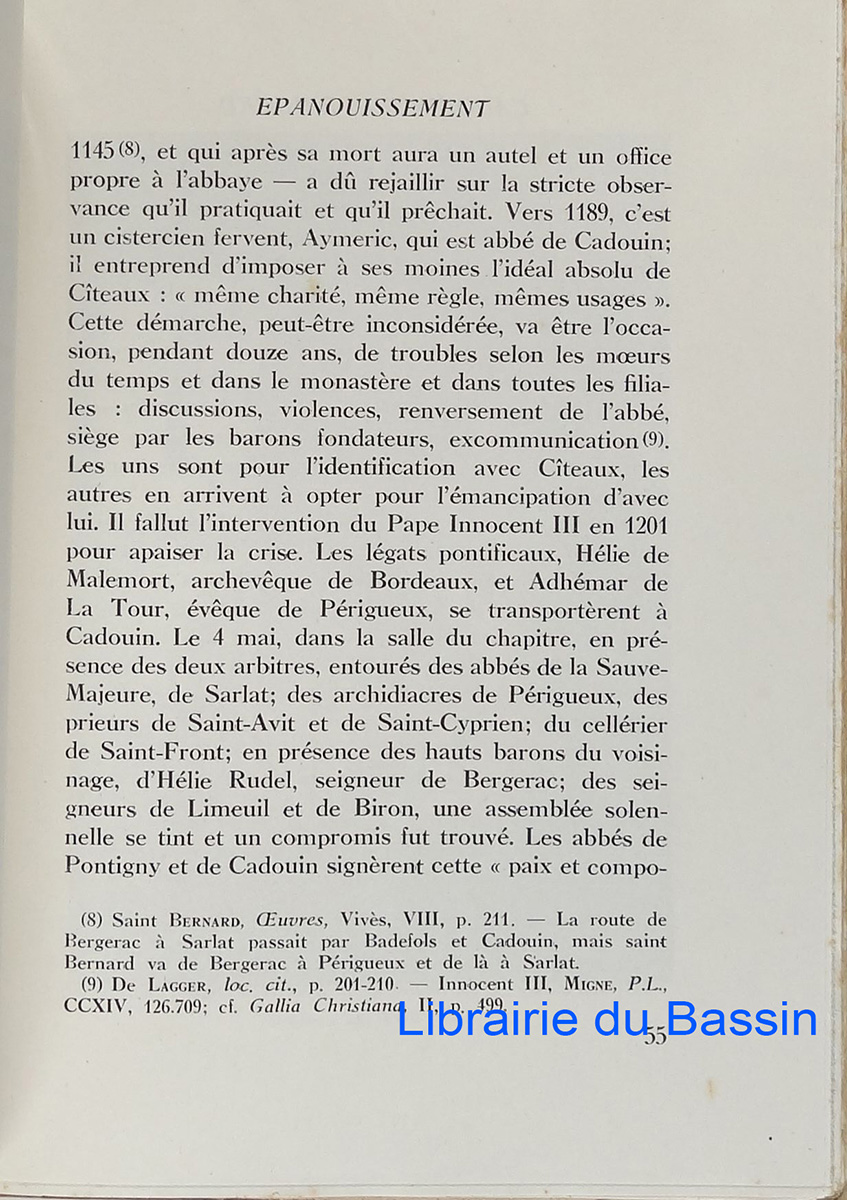 EPANOUISSEMENT
1145(8), et qui après sa mort aura un autel et un office
propre à l'abbaye — a dû rejaillir sur la stricte obser-
vance qu'il pratiquait et qu'il prêchait. Vers 1189, c'est
un cistercien fervent, Aymeric, qui est abbé de Cadouin;
il entreprend d'imposer à ses moines l'idéal absolu de
Cîteaux : « même charité, même règle, mêmes usages ».
Cette démarche, peut-être inconsidérée, va être l'occa-
sion, pendant douze ans, de troubles selon les mœurs
du temps et dans le monastère et dans toutes les filia-
les : discussions, violences, renversement de l'abbé,
siège par les barons fondateurs, excommunication(9).
Les uns sont pour l'identification avec Cîteaux, les
autres en arrivent à opter pour l'émancipation d'avec
lui. Il fallut l'intervention du Pape Innocent III en 1201
pour apaiser la crise. Les légats pontificaux, Hélie de
Malemort, archevêque de Bordeaux, et Adhémar de
La Tour, évêque de Périgueux, se transportèrent à
Cadouin. Le 4 mai, dans la salle du chapitre, en pré-
sence des deux arbitres, entourés des abbés de la Sauve-
Majeure, de Sarlat; des archidiacres de Périgueux, des
prieurs de Saint-Avit et de Saint-Cyprien; du cellérier
de Saint-Front; en présence des hauts barons du voisi-
nage, d'Hélie Rudel, seigneur de Bergerac; des sei-
gneurs de Limeuil et de Biron, une assemblée solen-
nelle se tint et un compromis fut trouvé. Les abbés de
Pontigny et de Cadouin signèrent cette « paix et compo-
(8) Saint BERNARD, Œuvres, Vivès, VIII, p. 211. — La route de
Bergerac à Sarlat passait par Badefols et Cadouin, mais saint
Bernard va de Bergerac à Périgueux et de là à Sarlat.
(9) De LAGGER, loc. cit., p. 201-210. — Innocent III, MIGNE, P.L.,
CCXIV, 126.709; cf. Gallia Christiana, II, p. 499.
Librairie du Bassin
55